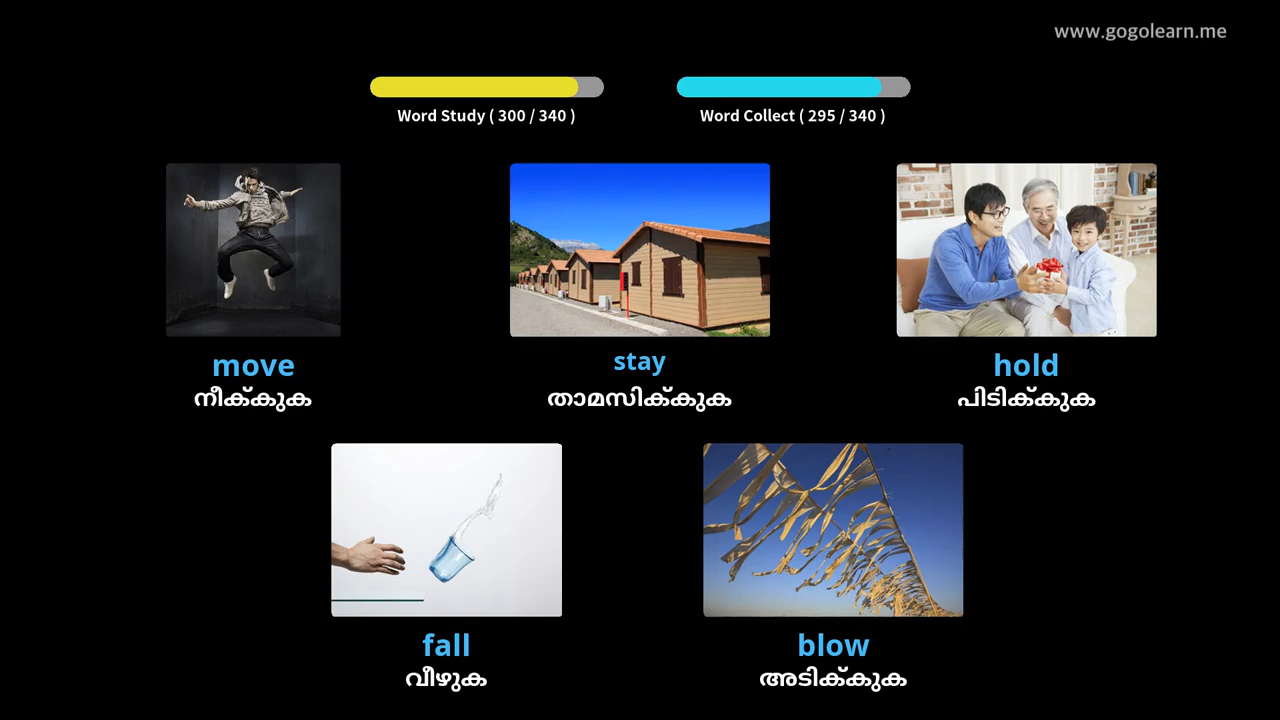 www.gogolearn.me
Word Study ( 300 / 340 )
Word Collect ( 295 / 340 )
move
നീക്കുക
stay
താമസിക്കുക
hold
പിടിക്കുക
fall
വീഴുക
blow
അടിക്കുക